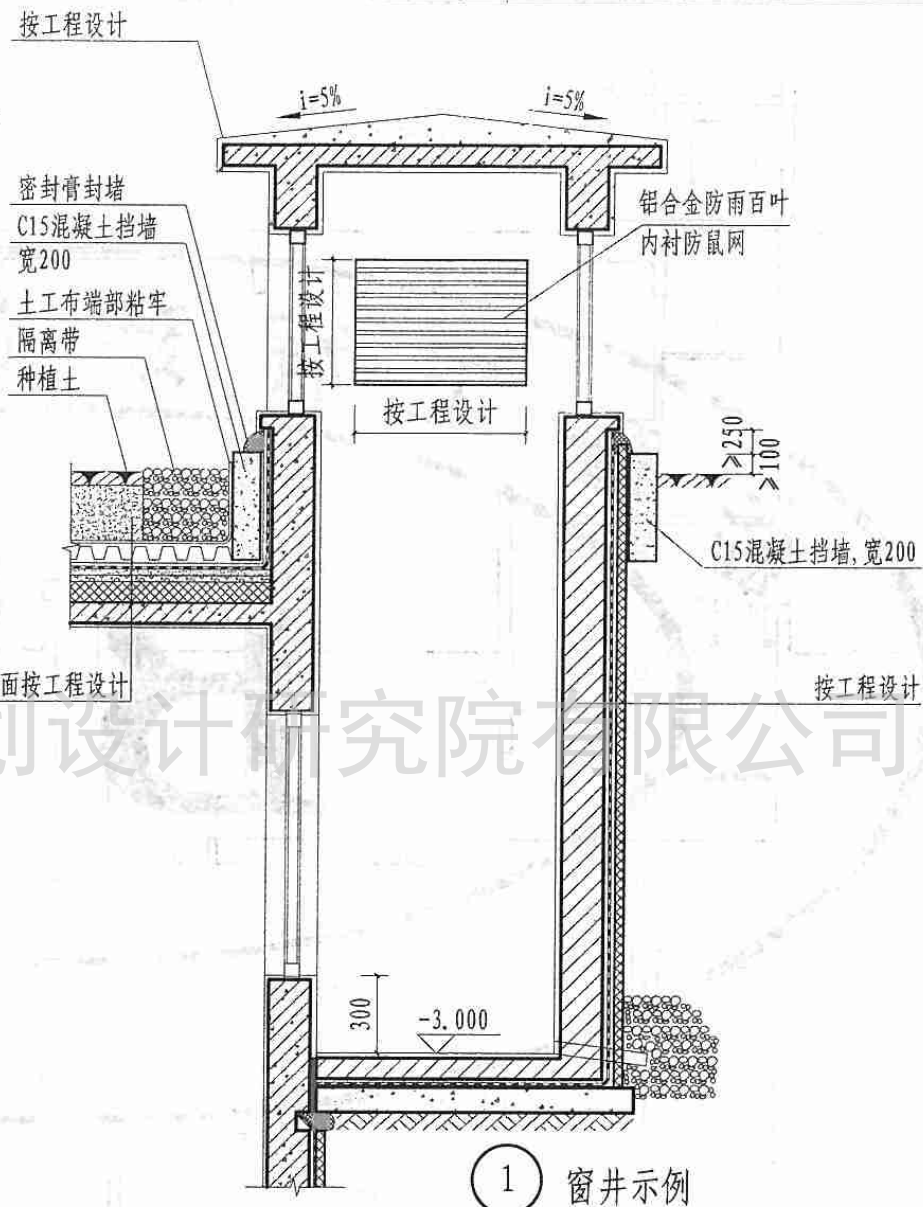 按工程设计
i=5%
i=5%
密封膏封堵
C15混凝土挡墙
宽200
土工布端部粘牢
隔离带
种植土
铝合金防雨百叶
内衬防鼠网
按工程设计
按工程设计
≥250
≥100
C15混凝土挡墙,宽200
面按工程设计
按工程设计
创设计研究院有限公司
300
-3.000
1 窗井示例